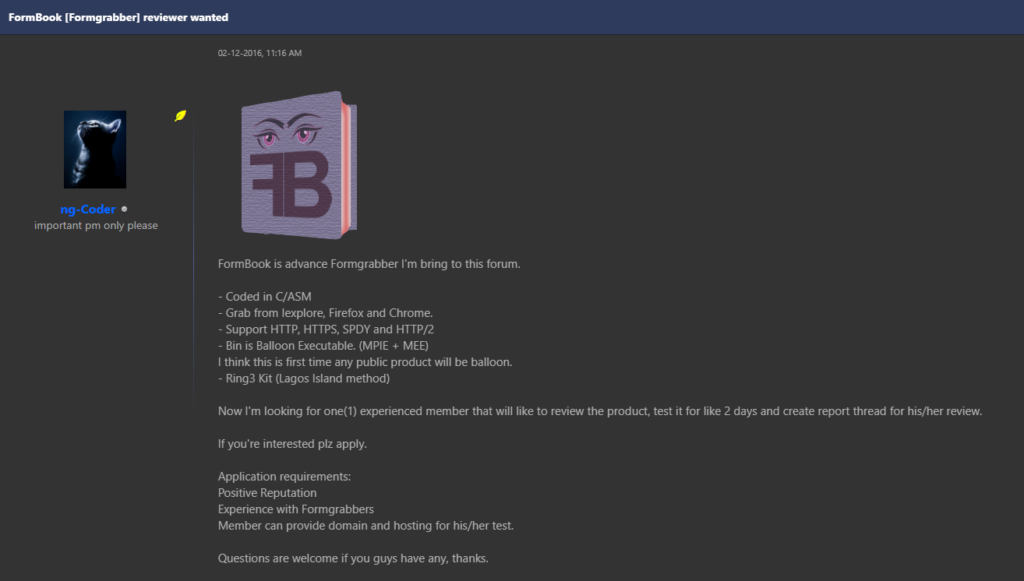 FormBook [Formgrabber] reviewer wanted
02-12-2016, 11:16 AM
FB
ng-Coder
important pm only please
FormBook is advance Formgrabber I'm bring to this forum.
- Coded in C/ASM
- Grab from Iexplore, Firefox and Chrome.
- Support HTTP, HTTPS, SPDY and HTTP/2
- Bin is Balloon Executable. (MPIE + MEE)
I think this is first time any public product will be balloon.
- Ring3 Kit (Lagos Island method)
Now I'm looking for one(1) experienced member that will like to review the product, test it for like 2 days and create report thread for his/her review.
If you're interested plz apply.
Application requirements:
Positive Reputation
Experience with Formgrabbers
Member can provide domain and hosting for his/her test.
Questions are welcome if you guys have any, thanks.